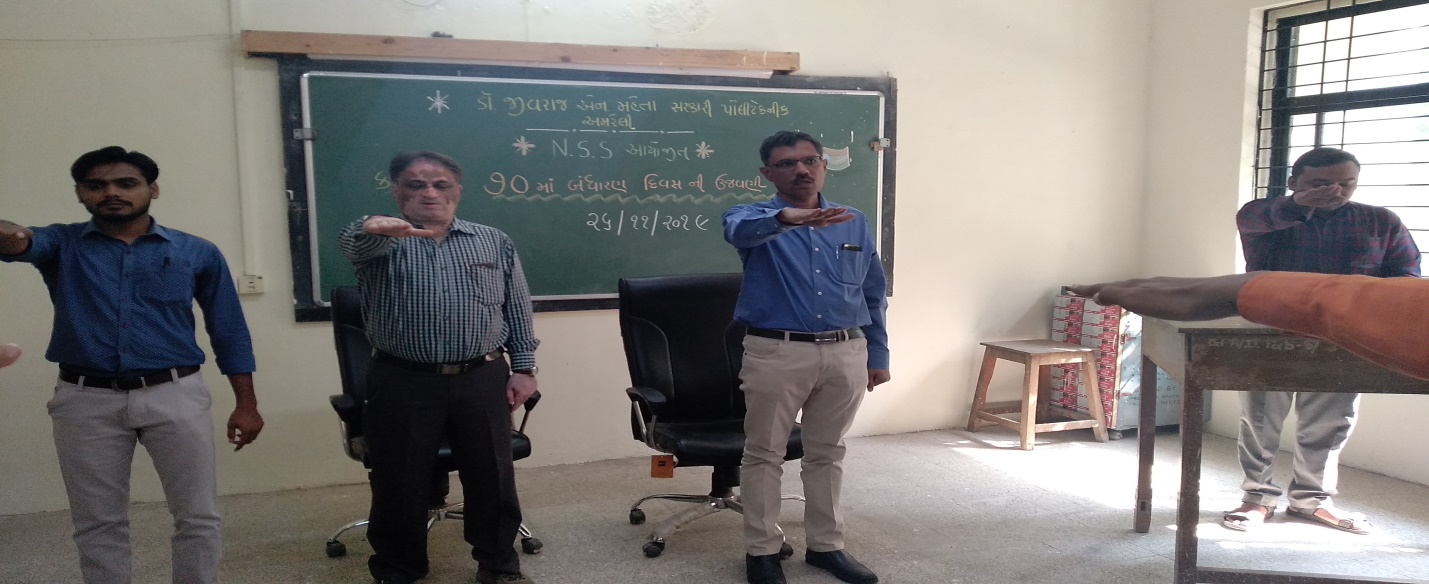 ડૉ જીવરાજ એન મહેતા સરકારી પોલીટેકનીક
અમરેલી
N.S.S આયોજીત
૭૦ માં બંધારણ દિવસ ની ઉજવણી
૨૬/૧૧/૨૦૧૯